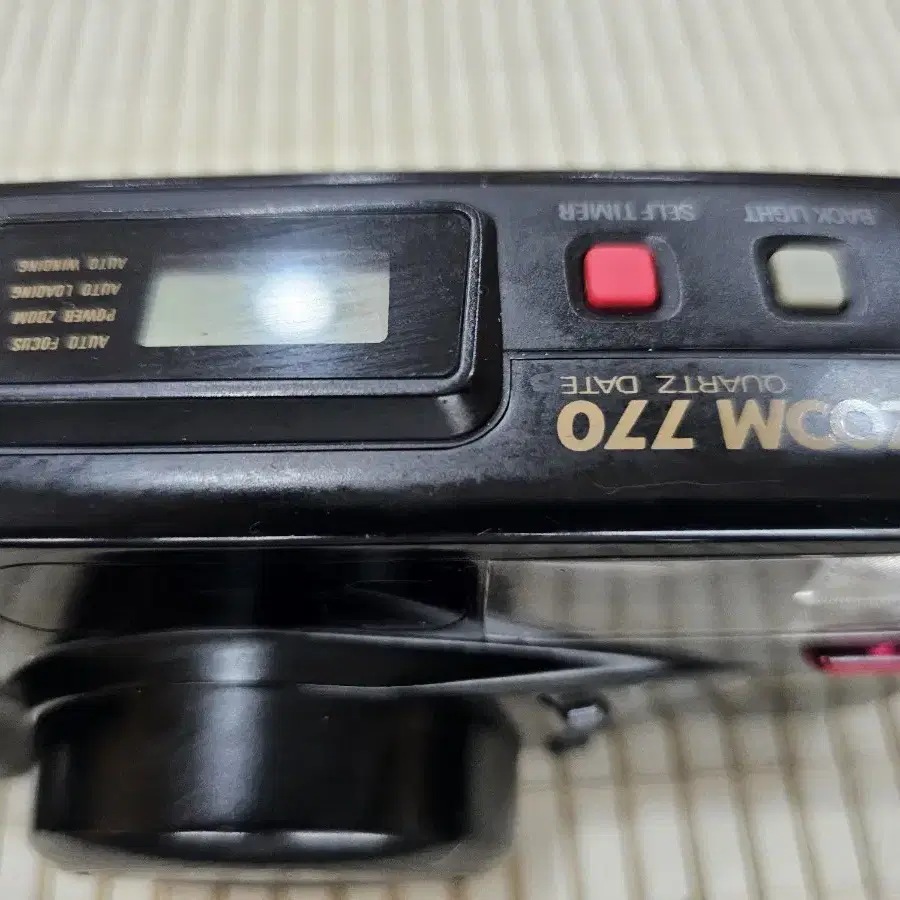 ZOOM 770
QUARTZ DATE
BACK LIGHT
SELF TIMER
AUTO FOCUS
POWER ZOOM
AUTO LOADING
AUTO WINDING